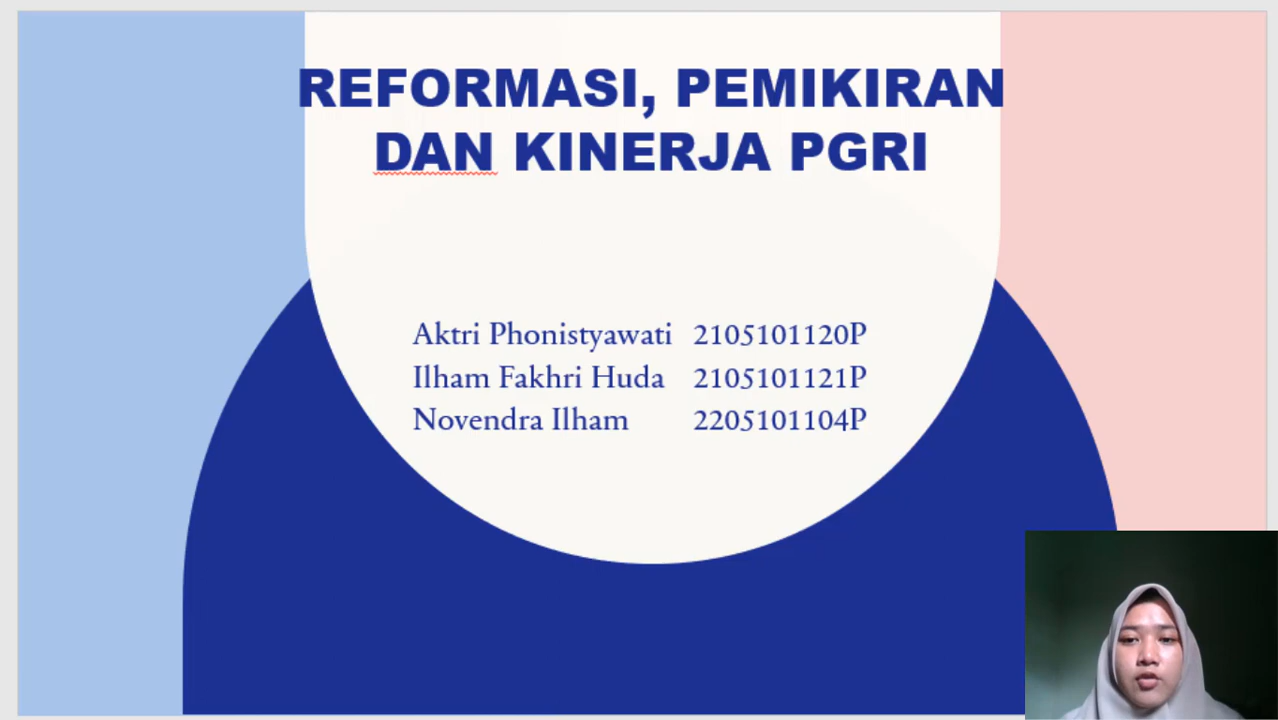 REFORMASI, PEMIKIRAN
DAN KINERJA PGRI
Aktri Phonistyawati 2105101120P
Ilham Fakhri Huda 2105101121P
Novendra Ilham 2205101104P